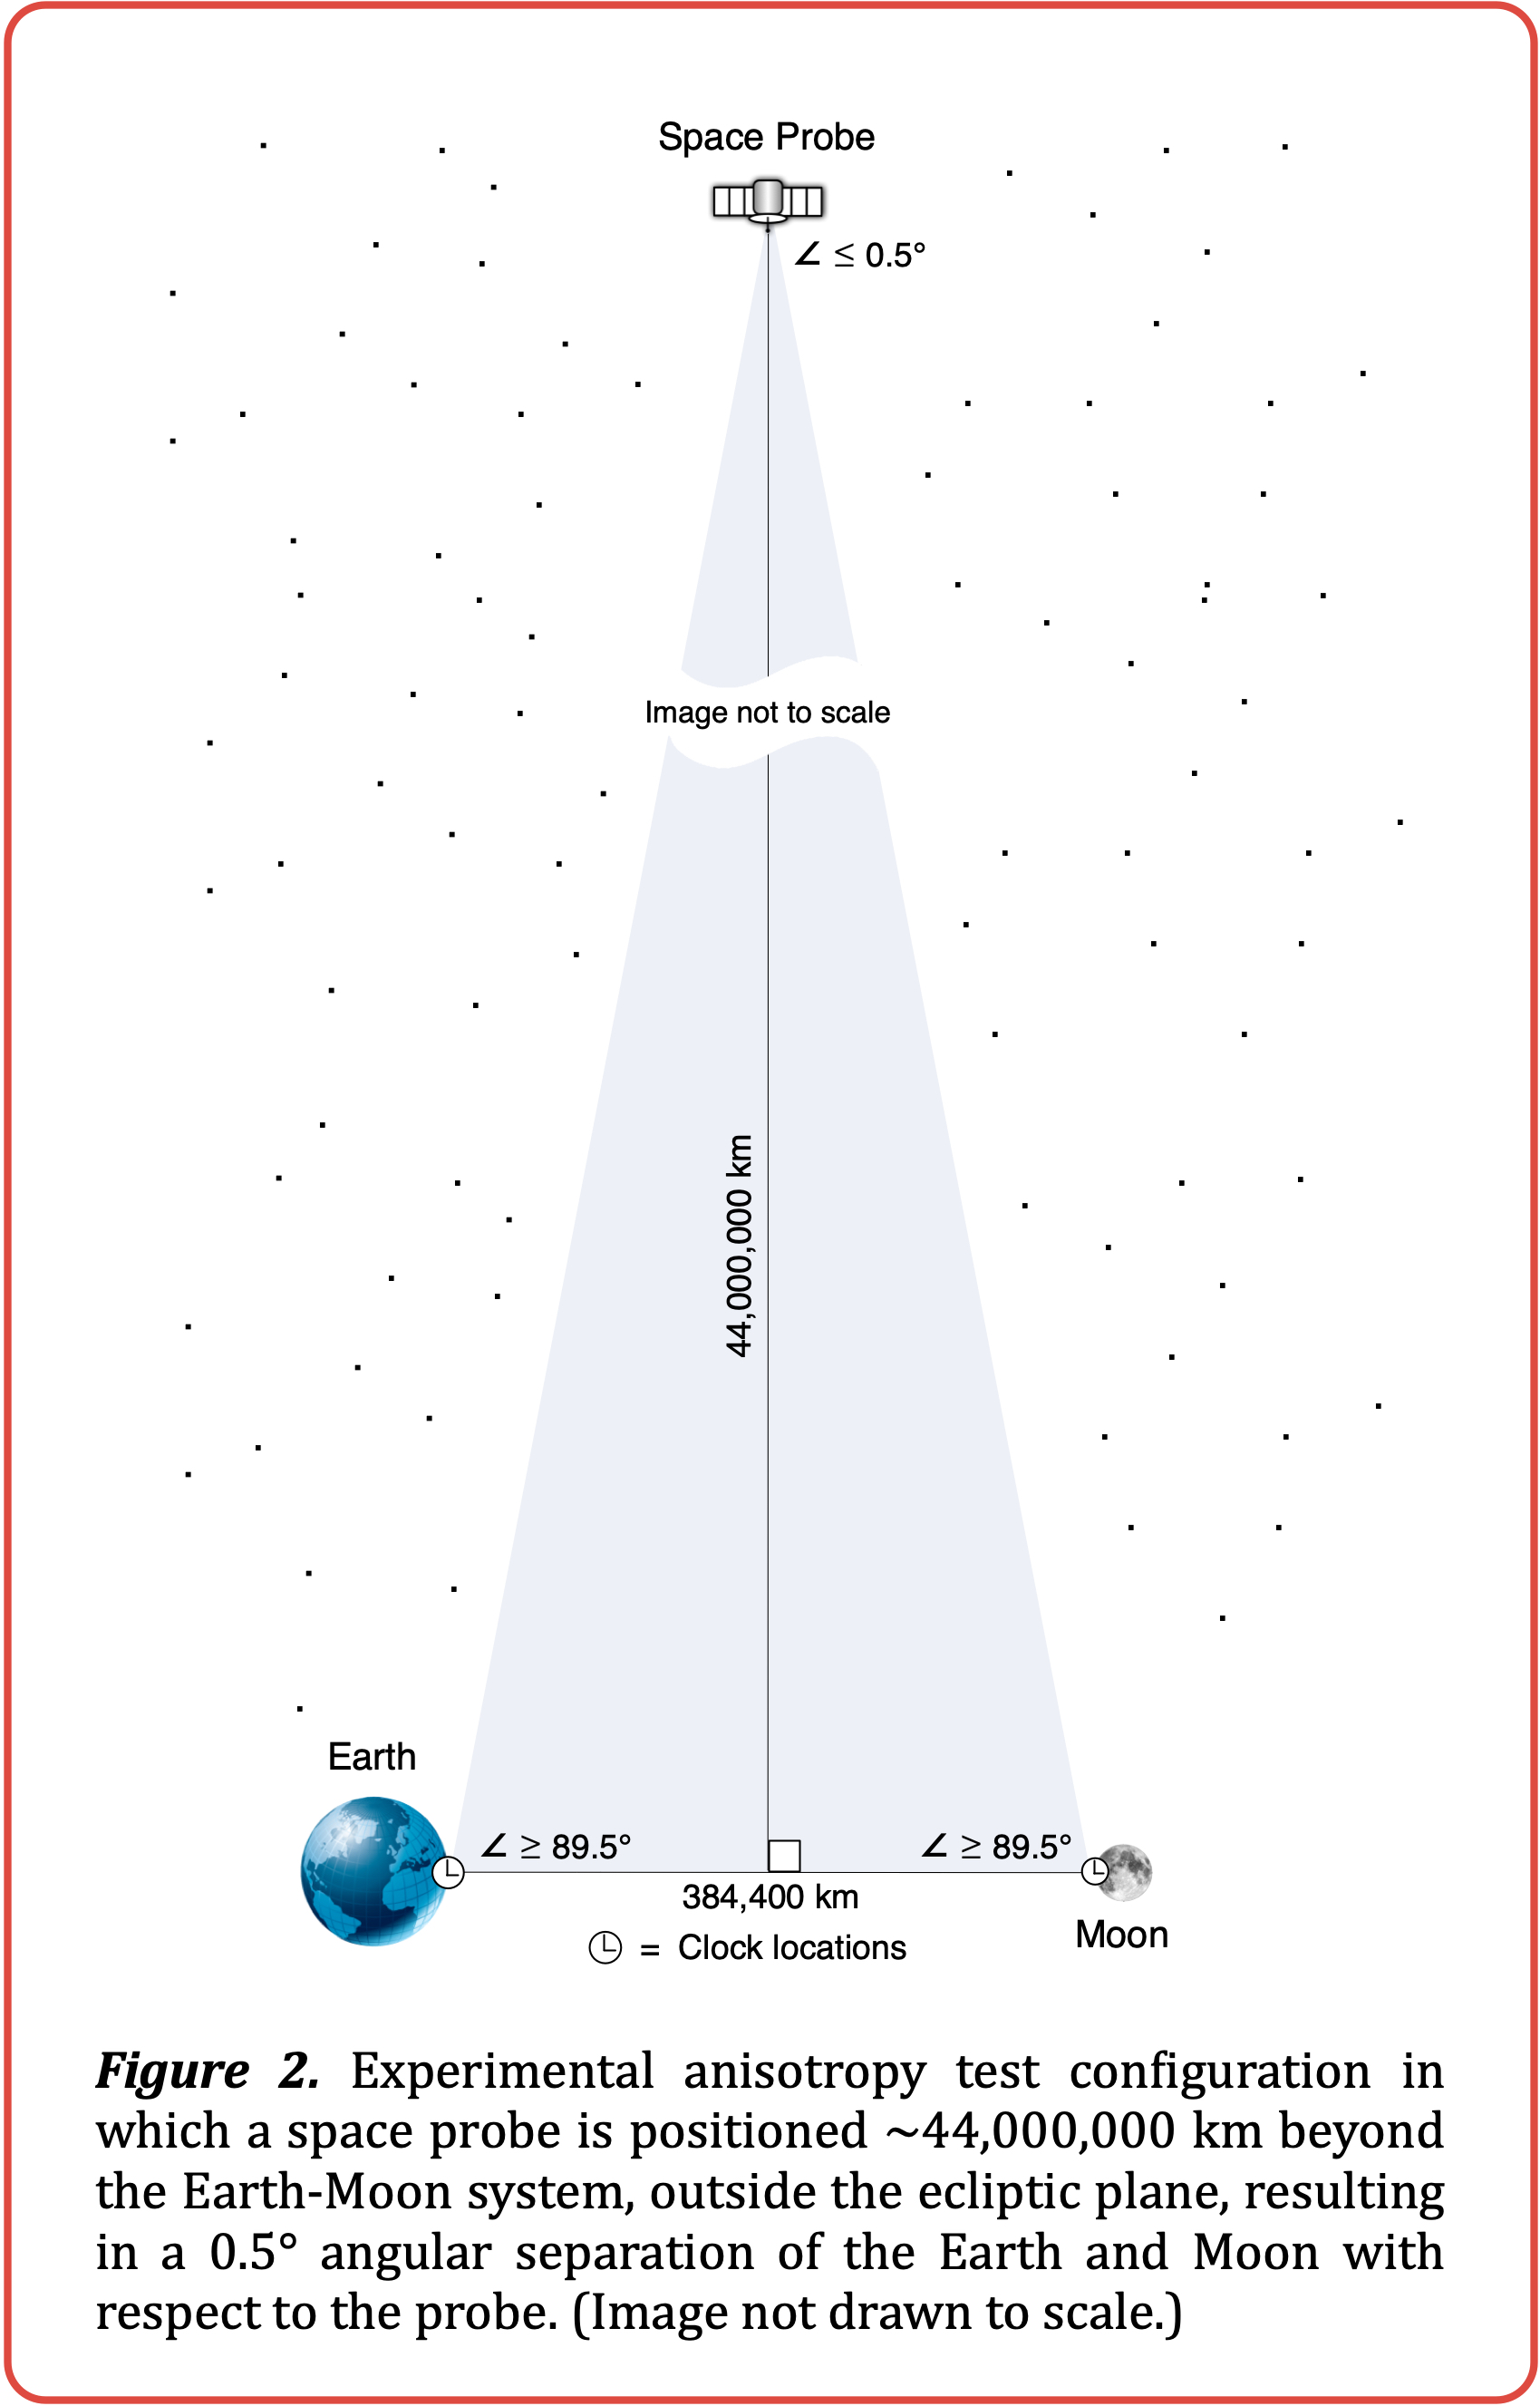 Space Probe
∠ ≤ 0.5°
Image not to scale
44,000,000 km
Earth
∠ ≥ 89.5°
∠ ≥ 89.5°
384,400 km
= Clock locations
Moon
Figure 2. Experimental anisotropy test configuration in
which a space probe is positioned ~44,000,000 km beyond
the Earth-Moon system, outside the ecliptic plane, resulting
in a 0.5° angular separation of the Earth and Moon with
respect to the probe. (Image not drawn to scale.)